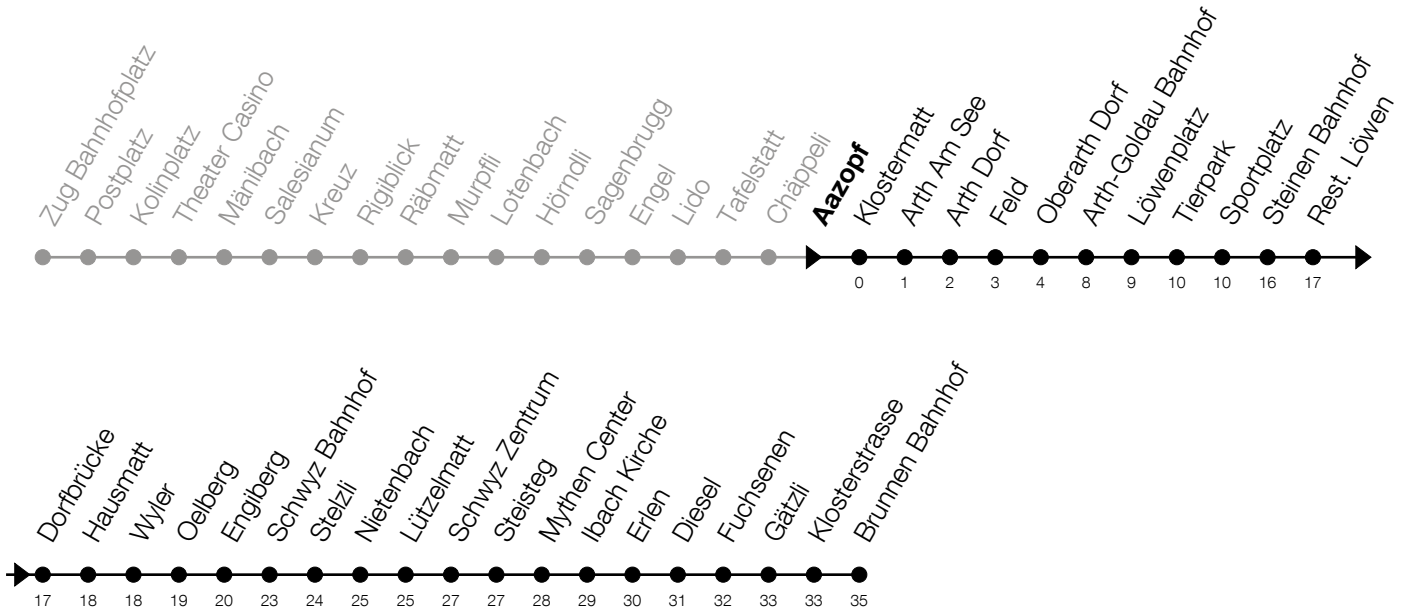 Zug Bahnhofplatz
Postplatz
Kolinplatz
Theater Casino
Mänibach
Salesianum
Kreuz
Rigiblick
Räbmatt
Murpfli
Lotenbach
Hörndli
Sagenbrugg
Engel
Lido
Tafelstatt
Chäppeli
Aazopf
Klostermatt
Arth Am See
Arth Dorf
Feld
Oberarth Dorf
Arth-Goldau Bahnhof
Löwenplatz
Tierpark
Sportplatz
Steinen Bahnhof
Rest. Löwen
0 1 2 3 4 8 9 10 10 16 17
Dorfbrücke
Hausmatt
Wyler
Oelberg
Engiberg
Schwyz Bahnhof
Stelzli
Nietenbach
Lützelmatt
Schwyz Zentrum
Steisteg
Mythen Center
Ibach Kirche
Erlen
Diesel
Fuchsenen
Gätzli
Klosterstrasse
Brunnen Bahnhof
17 18 18 19 20 23 24 25 25 27 27 28 29 30 31 32 33 33 35